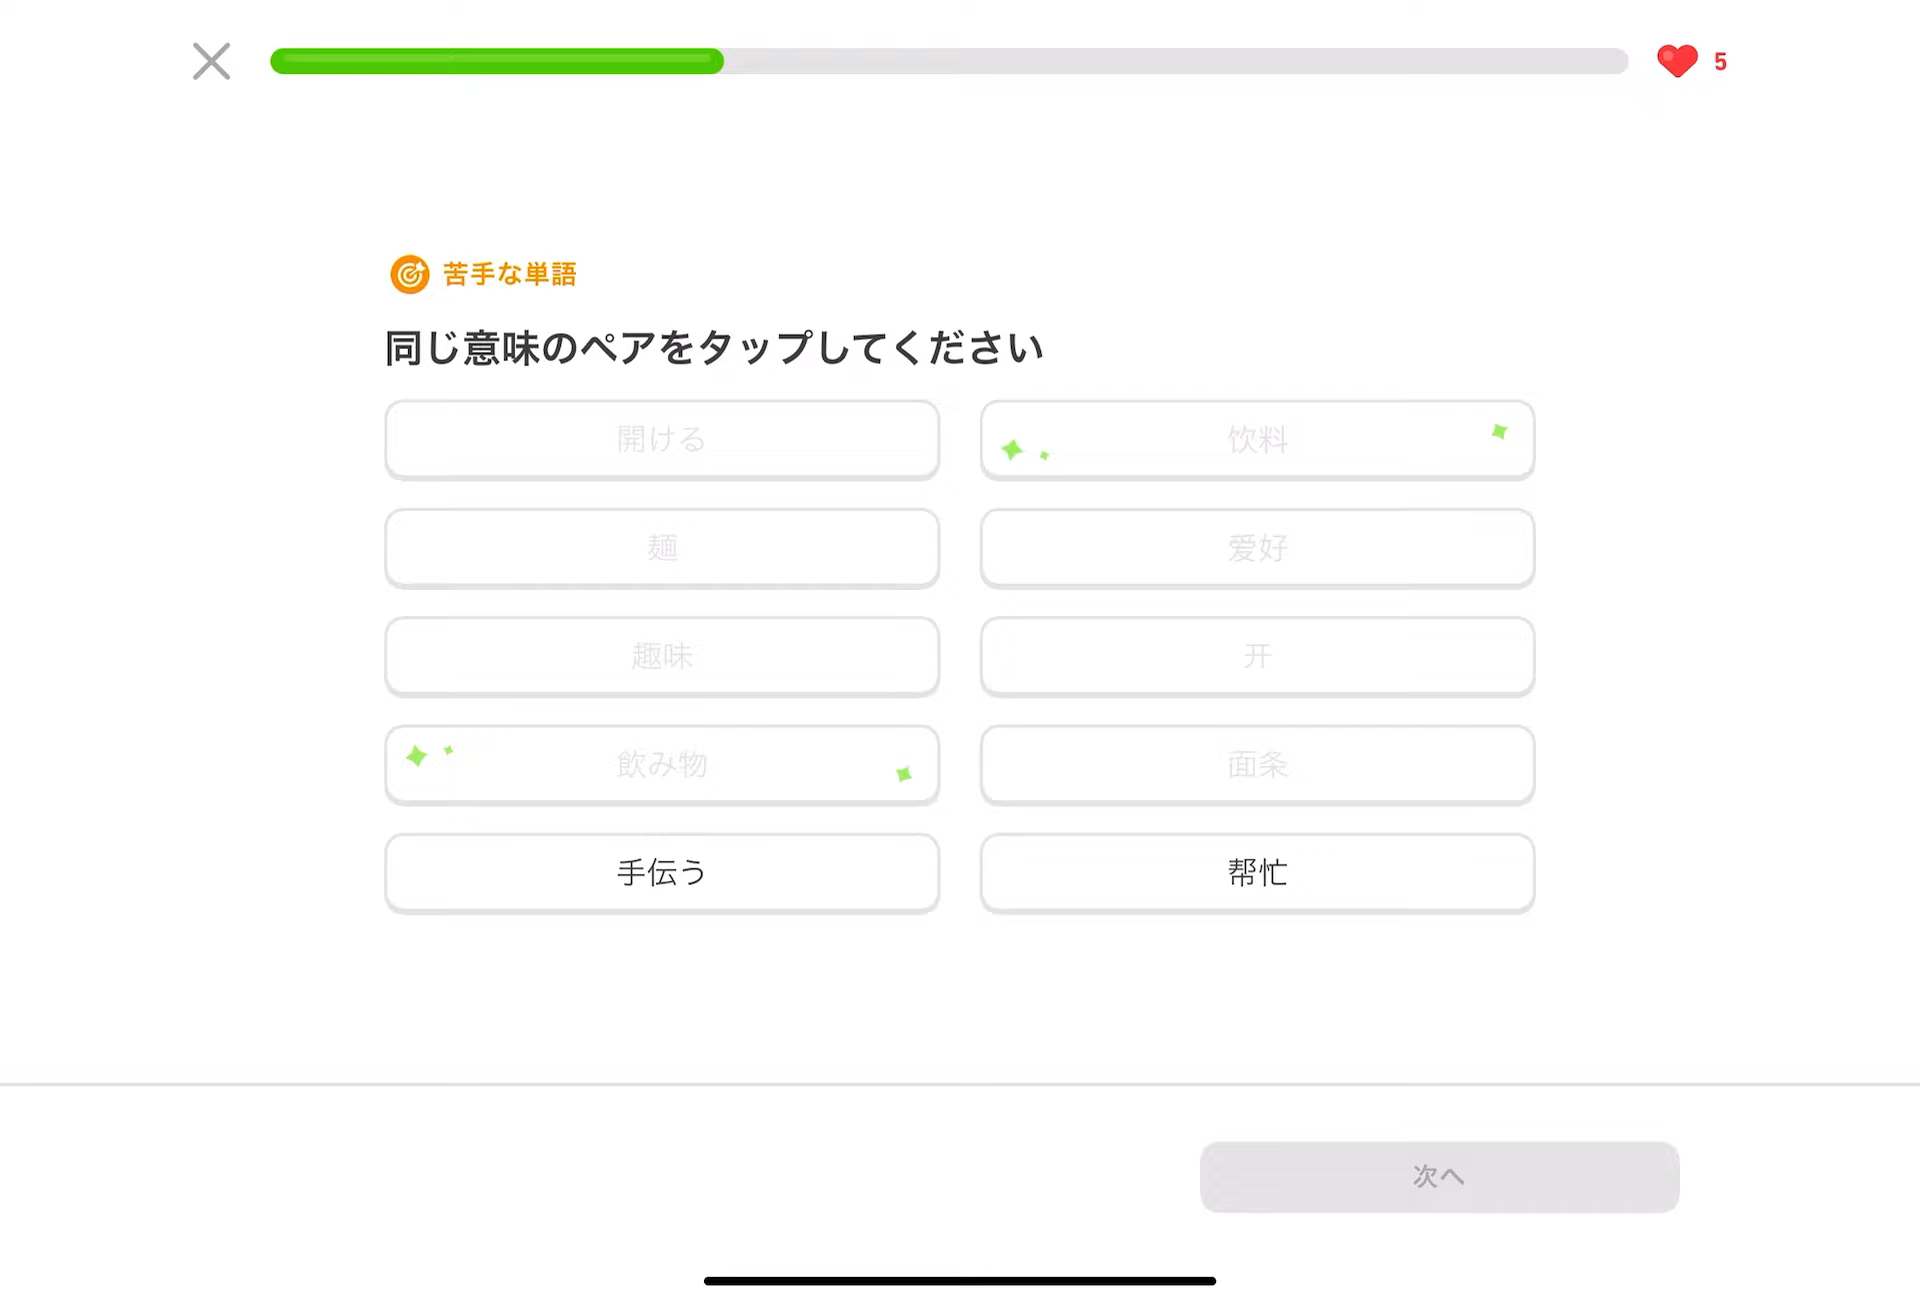 5
苦手な単語
同じ意味のペアをタップしてください
開ける
饮料
麺
爱好
趣味
开
飲み物
面条
手伝う
帮忙
次へ